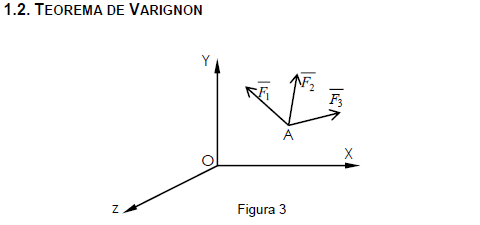 1.2. TEOREMA DE VARIGNON
Y
F1
F2
F3
A
O
X
Z
Figura 3